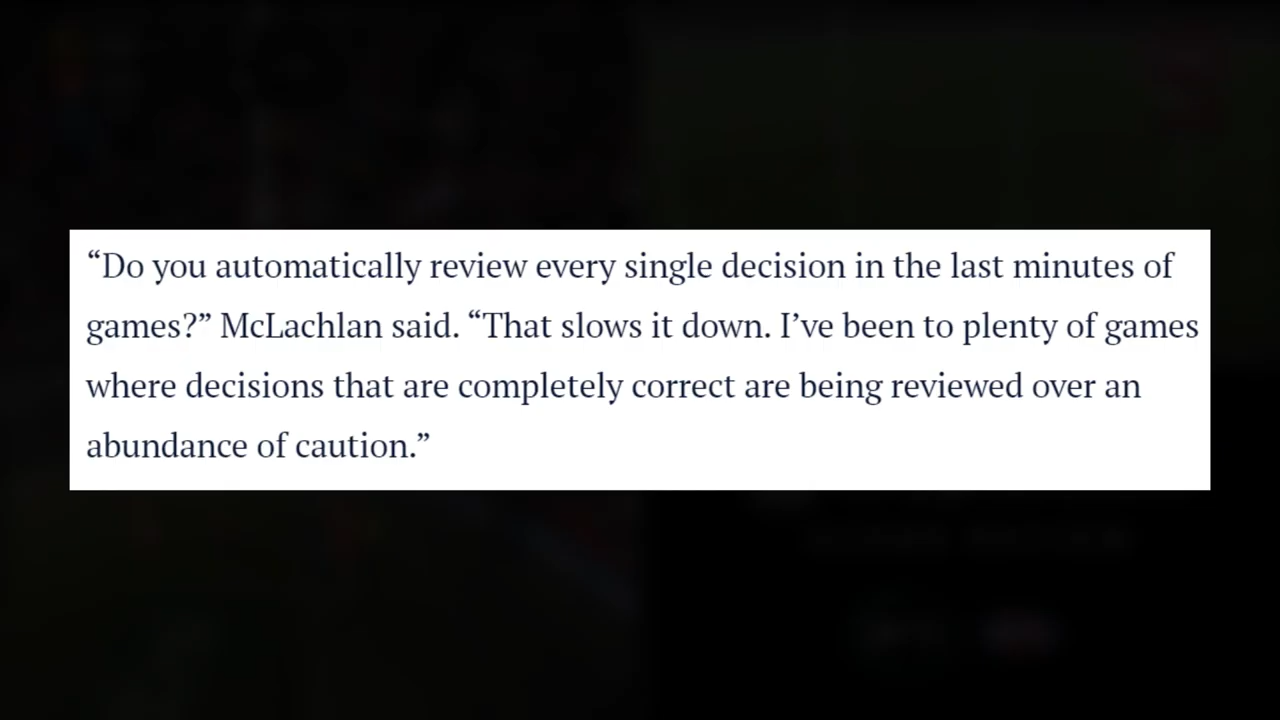 “Do you automatically review every single decision in the last minutes of
games?” McLachlan said. “That slows it down. I’ve been to plenty of games
where decisions that are completely correct are being reviewed over an
abundance of caution.”